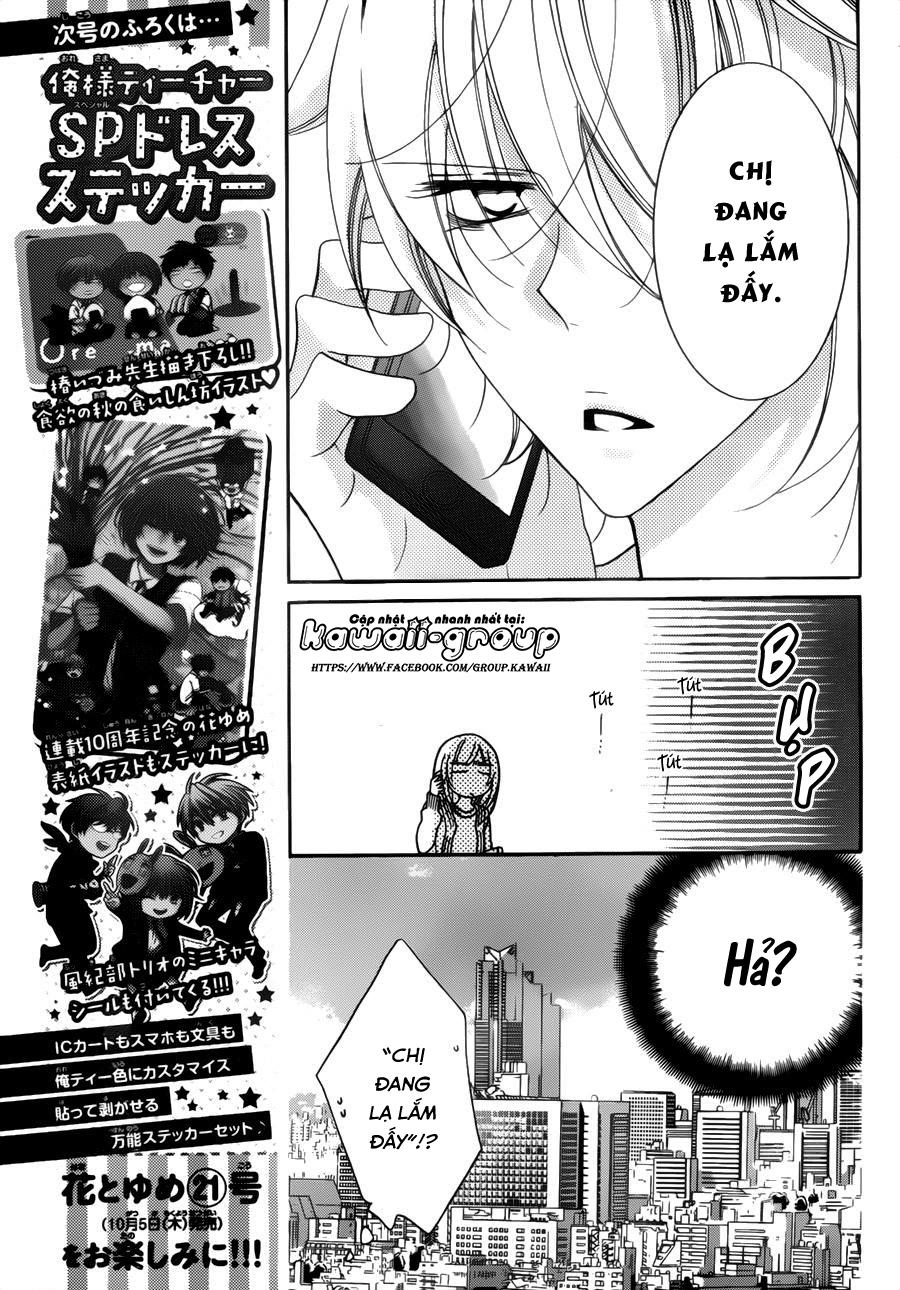 次号のふろくは…
俺様ティーチャー
SPドレス
ステッカー
Ore
椿いづみ先生描き下ろし!!
食欲の秋の食いしん坊イラスト♥
連載10周年記念の花ゆめ
表紙イラストもステッカーに!
風紀部トリオのミニキャラ
シールも付いてくる!!!
ICカードもスマホも文具も
俺ティー色にカスタマイズ
貼って剥がせる
万能ステッカーセット♪
花とゆめ㉑号
(10月5日(木)発売)
をお楽しみに!!!
CHỊ
ĐANG
LẠ LẮM
ĐẤY.
Cập nhật nhanh nhất tại:
kawaii-group
HTTPS://WWW.FACEBOOK.COM/GROUP.KAWAII
BỤP
TÚT
TÚT
TÚT
HẢ?
“CHỊ
ĐANG
LẠ LẮM
ĐẤY”!?